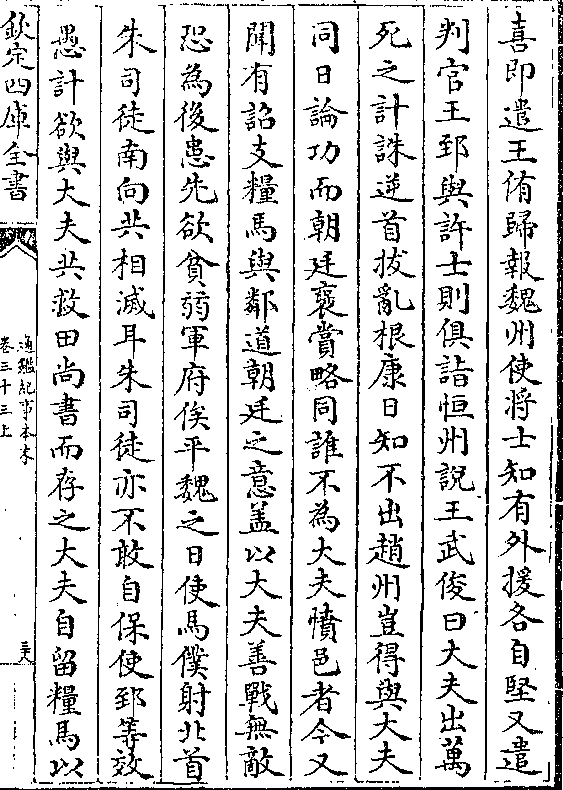 喜即遣王侑歸報魏州使將士知有外援各自堅又遣
判官王郅與許士則俱詣恒州說王武俊曰大夫出萬
死之計誅逆首拔亂根康日知不出趙州豈得與大夫
同日論功而朝廷襃賞略同誰不為大夫憤邑者今又
聞有詔支糧馬與鄰道朝廷之意盖以大夫善戰無敵
恐為後患先欲貧弱軍府俟平魏之日使馬僕射北首
朱司徒南向共相滅耳朱司徒亦不敢自保使郅等效
愚計欲與大夫共救田尚書而存之大夫自留糧馬以
欽定四庫全書
通鑑紀事本末
卷三十三上